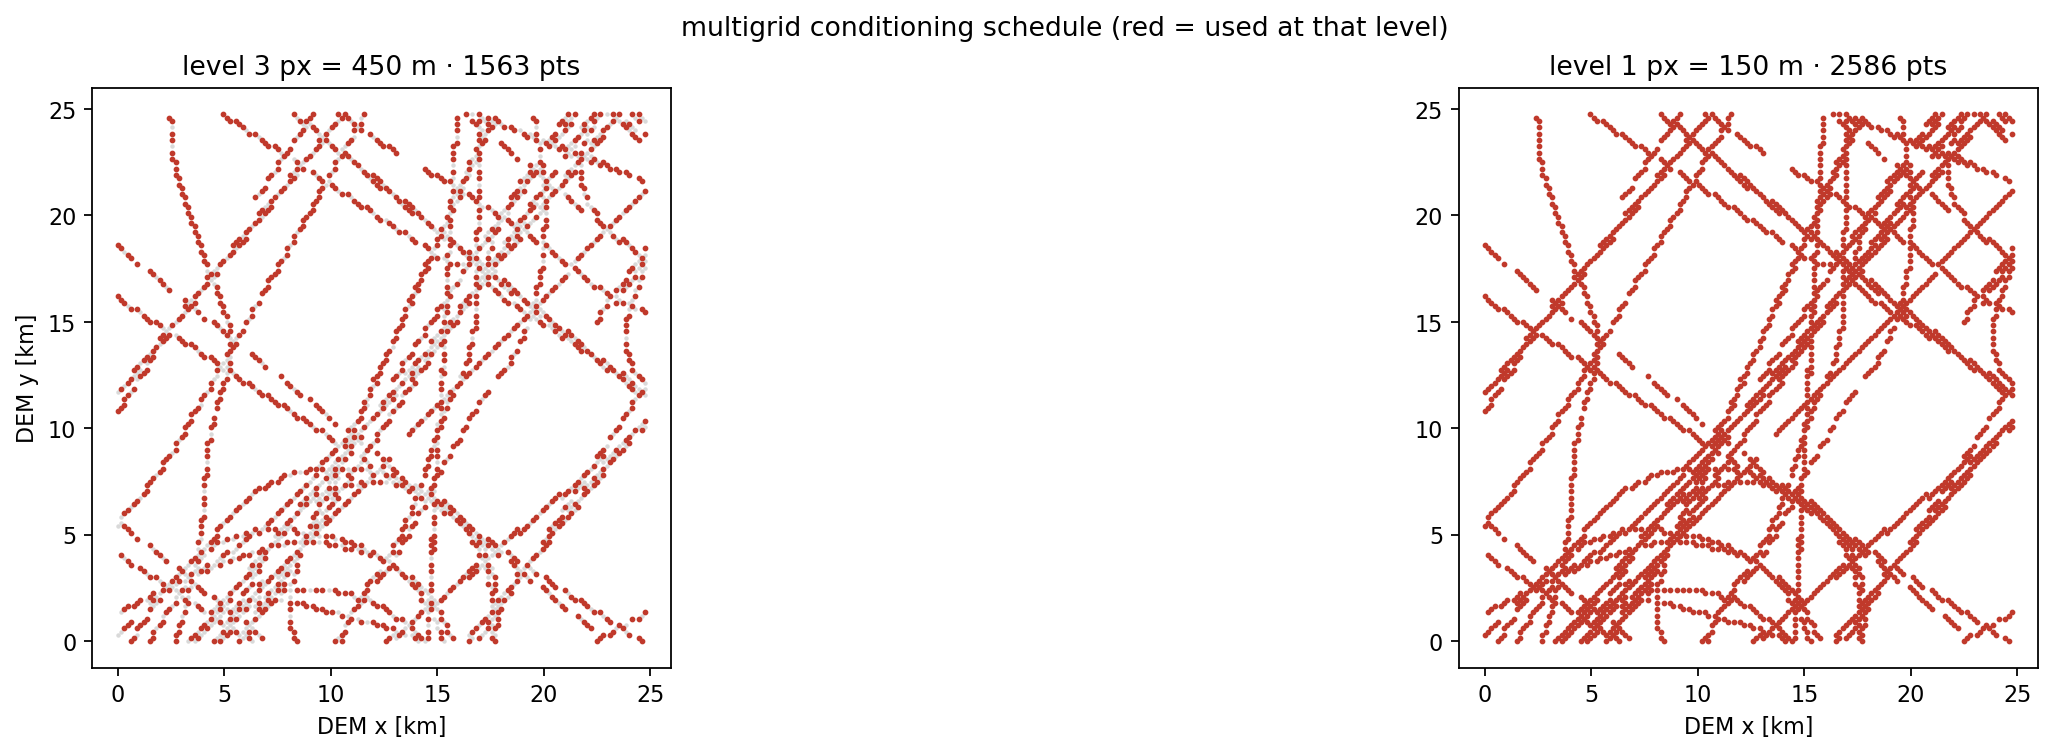 multigrid conditioning schedule (red = used at that level)
level 3 px = 450 m · 1563 pts
25
20
15
10
5
0
DEM y [km]
0 5 10 15 20 25
DEM x [km]
level 1 px = 150 m · 2586 pts
25
20
15
10
5
0
0 5 10 15 20 25
DEM x [km]